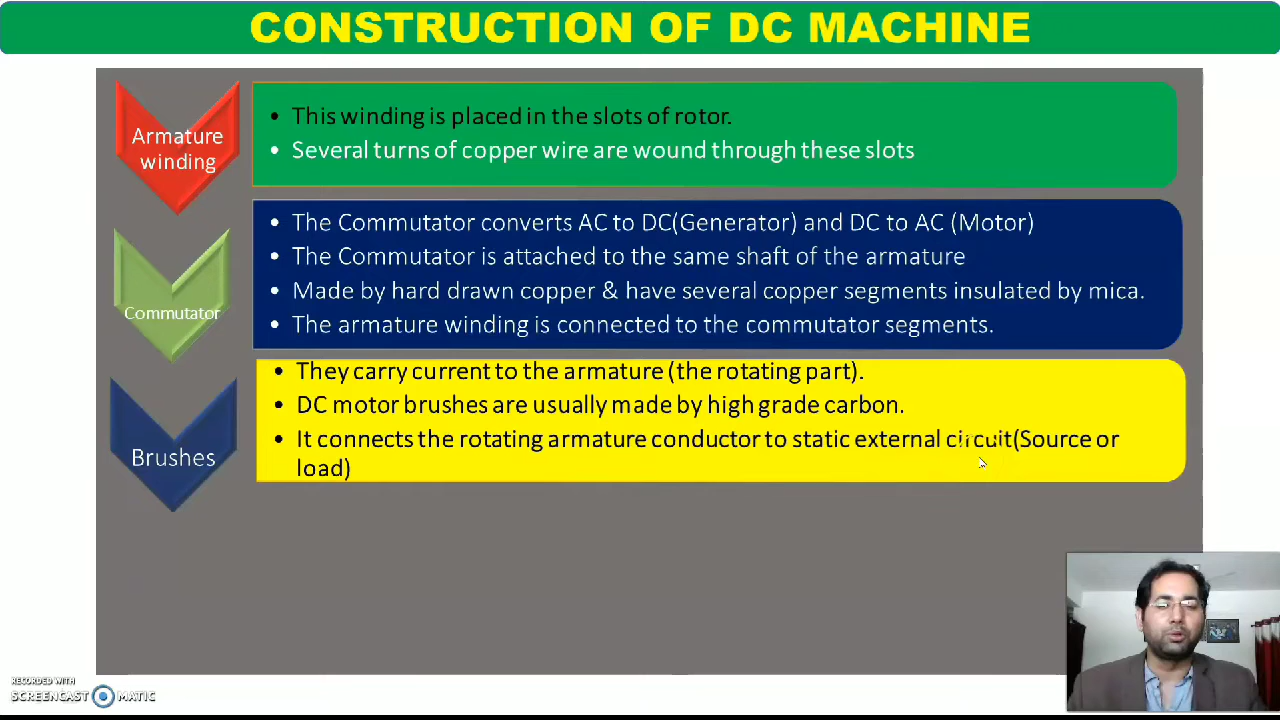 CONSTRUCTION OF DC MACHINE
Armature
winding
• This winding is placed in the slots of rotor.
• Several turns of copper wire are wound through these slots
Commutator
• The Commutator converts AC to DC(Generator) and DC to AC (Motor)
• The Commutator is attached to the same shaft of the armature
• Made by hard drawn copper & have several copper segments insulated by mica.
• The armature winding is connected to the commutator segments.
Brushes
• They carry current to the armature (the rotating part).
• DC motor brushes are usually made by high grade carbon.
• It connects the rotating armature conductor to static external circuit(Source or
load)
RECORDED WITH
SCREENCAST MATIC